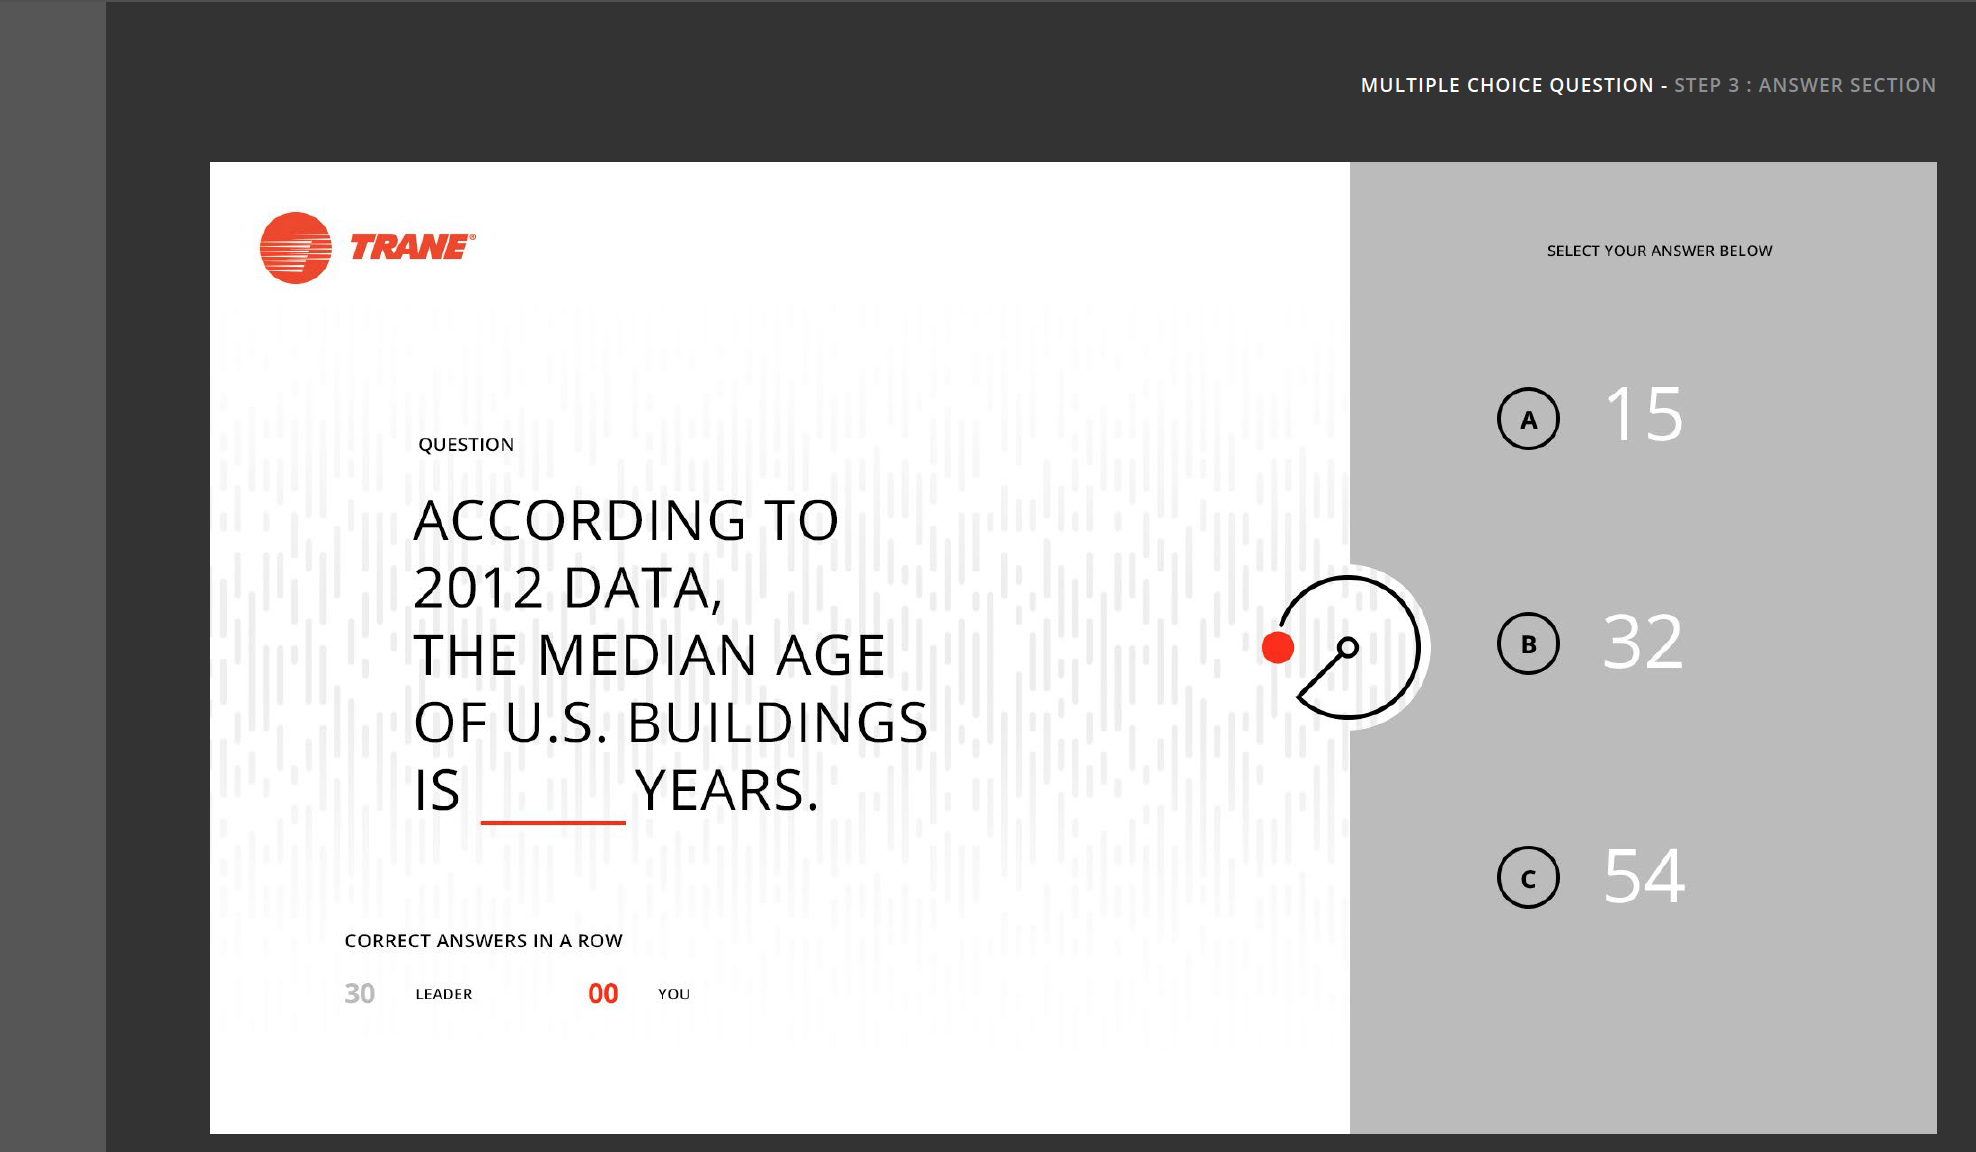 MULTIPLE CHOICE QUESTION - STEP 3 : ANSWER SECTION
TRANE®
QUESTION
ACCORDING TO
2012 DATA,
THE MEDIAN AGE
OF U.S. BUILDINGS
IS ______ YEARS.
CORRECT ANSWERS IN A ROW
30 LEADER 00 YOU
SELECT YOUR ANSWER BELOW
A 15
B 32
C 54